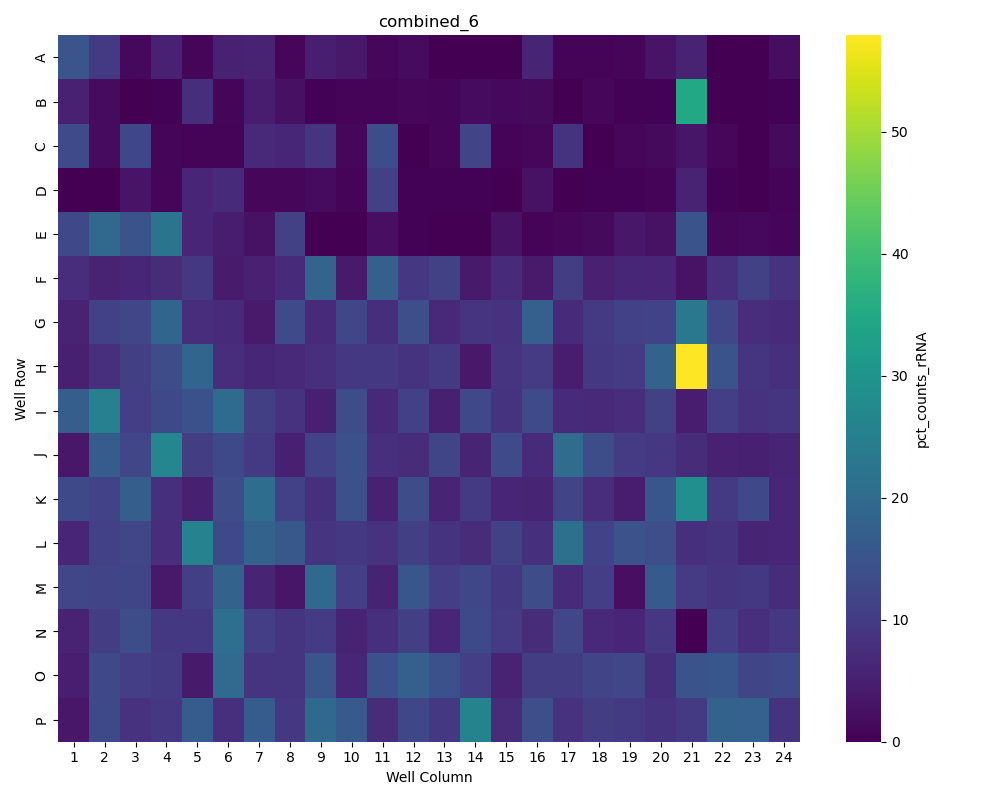 combined_6
Well Row
A
B
C
D
E
F
G
H
I
J
K
L
M
N
O
P
1 2 3 4 5 6 7 8 9 10 11 12 13 14 15 16 17 18 19 20 21 22 23 24
Well Column
50
40
30
20
10
0
pct_counts_rRNA